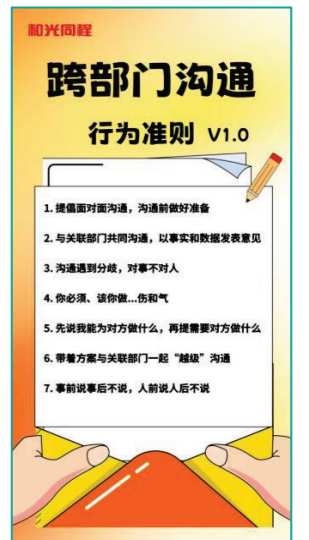 和光同程
跨部门沟通
行为准则 V1.0
1. 提倡面对面沟通，沟通前做好准备
2. 与关联部门共同沟通，以事实和数据发表意见
3. 沟通遇到分歧，对事不对人
4. 你必须、该你做...伤和气
5. 先说我能为对方做什么，再提需要对方做什么
6. 带着方案与关联部门一起“越级”沟通
7. 事前说事后不说，人前说人后不说